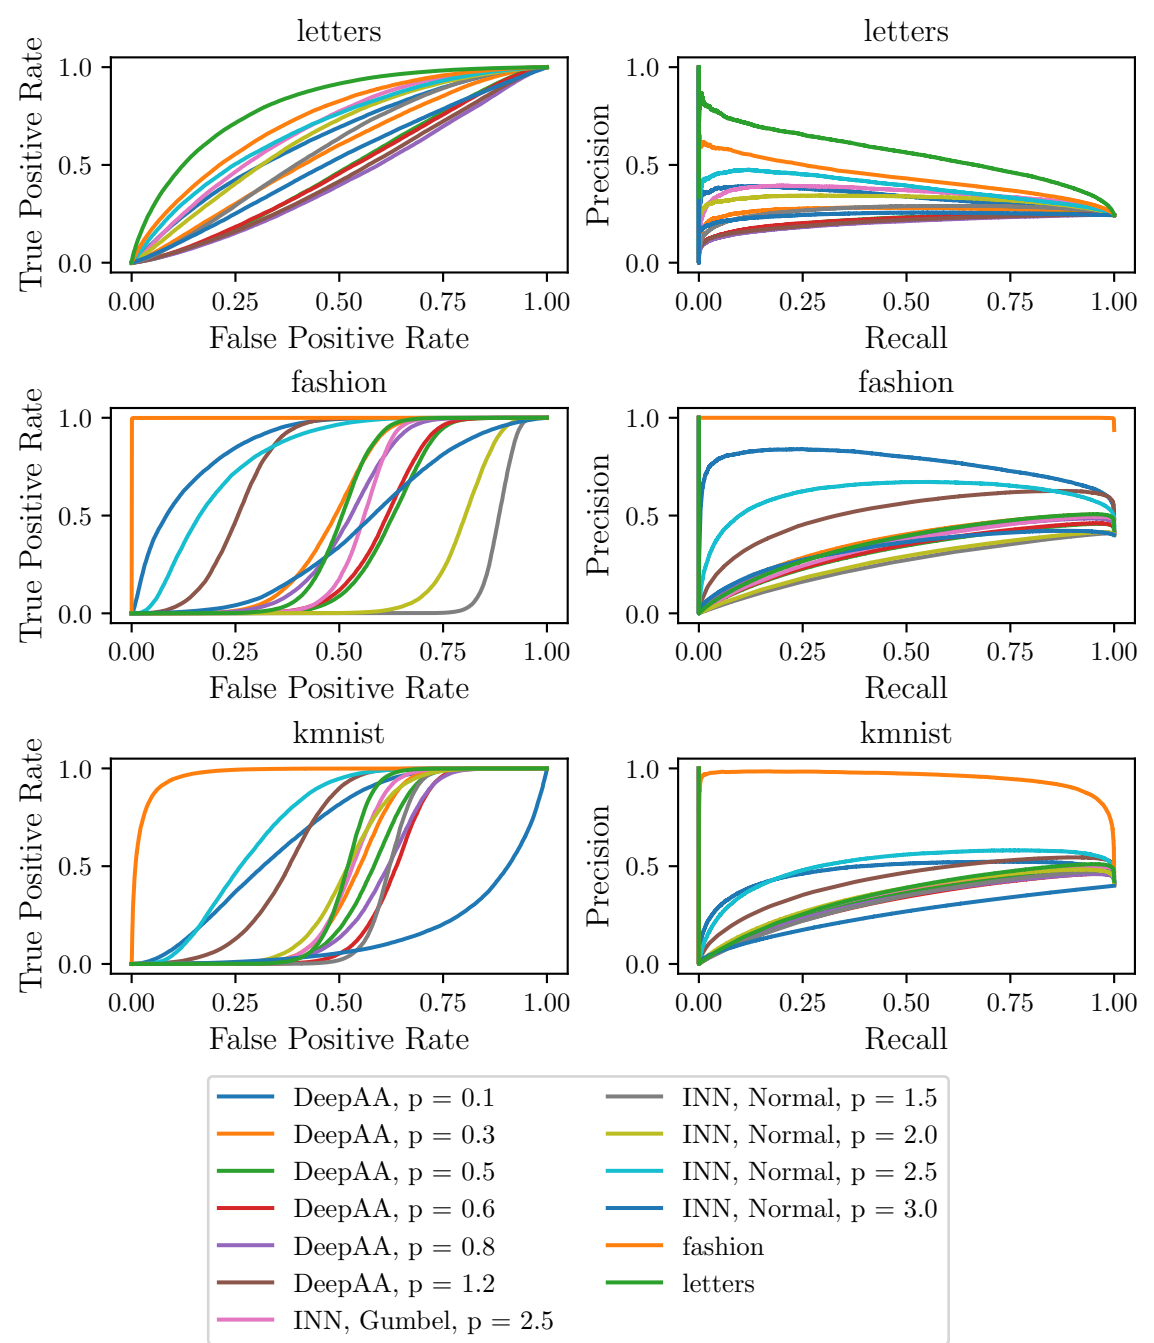 letters
letters
True Positive Rate
1.0
0.5
0.0
0.00 0.25 0.50 0.75 1.00
False Positive Rate
Precision
1.0
0.5
0.0
0.00 0.25 0.50 0.75 1.00
Recall
fashion
fashion
True Positive Rate
1.0
0.5
0.0
0.00 0.25 0.50 0.75 1.00
False Positive Rate
Precision
1.0
0.5
0.0
0.00 0.25 0.50 0.75 1.00
Recall
kmnist
kmnist
True Positive Rate
1.0
0.5
0.0
0.00 0.25 0.50 0.75 1.00
False Positive Rate
Precision
1.0
0.5
0.0
0.00 0.25 0.50 0.75 1.00
Recall
DeepAA, p = 0.1
DeepAA, p = 0.3
DeepAA, p = 0.5
DeepAA, p = 0.6
DeepAA, p = 0.8
DeepAA, p = 1.2
INN, Gumbel, p = 2.5
INN, Normal, p = 1.5
INN, Normal, p = 2.0
INN, Normal, p = 2.5
INN, Normal, p = 3.0
fashion
letters